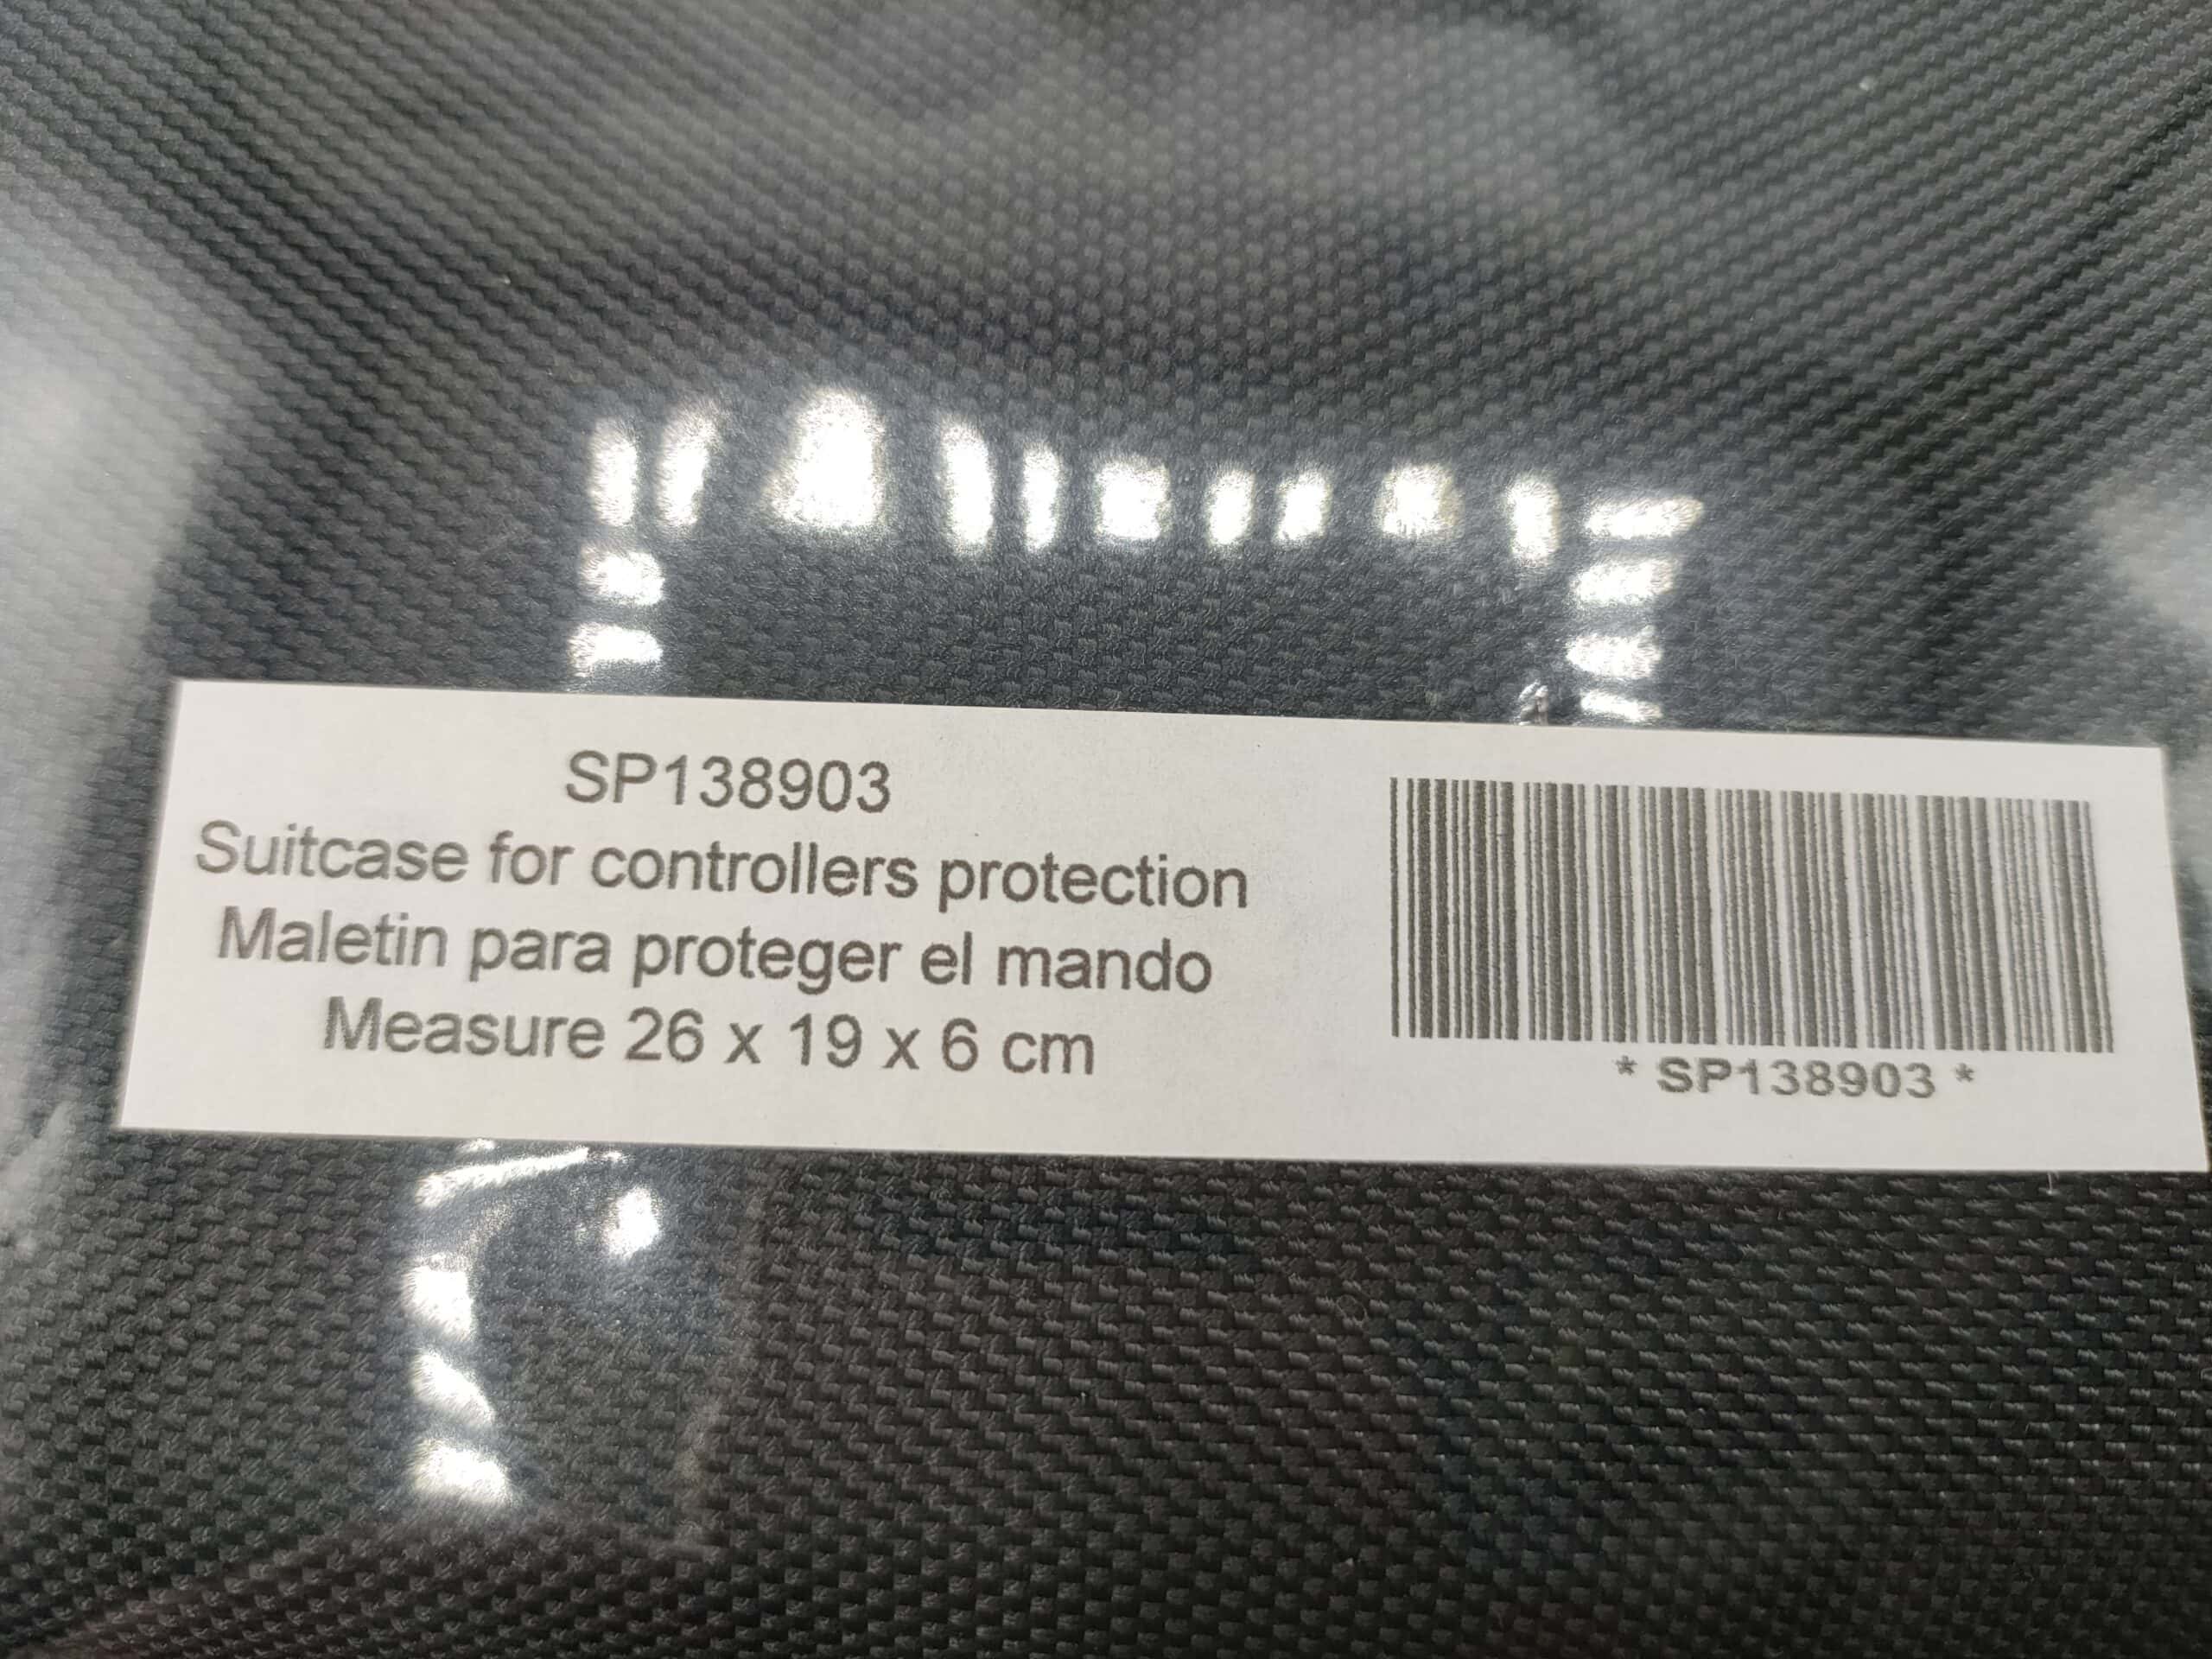 SP138903
Suitcase for controllers protection
Maletin para proteger el mando
Measure 26 x 19 x 6 cm
* SP138903 *